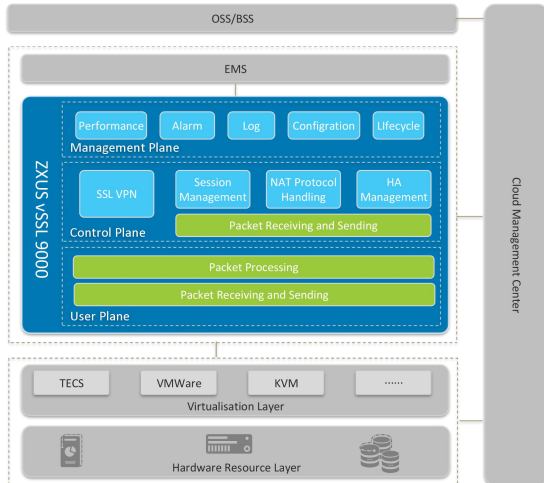 OSS/BSS
EMS
ZXUS vSSL 9000
Performance
Alarm
Log
Configration
LIfecycle
Management Plane
SSL VPN
Session
Management
NAT Protocol
Handling
HA
Management
Packet Receiving and Sending
Control Plane
Packet Processing
Packet Receiving and Sending
User Plane
TECS
VMWare
KVM
······
Virtualisation Layer
Hardware Resource Layer
Cloud Management Center